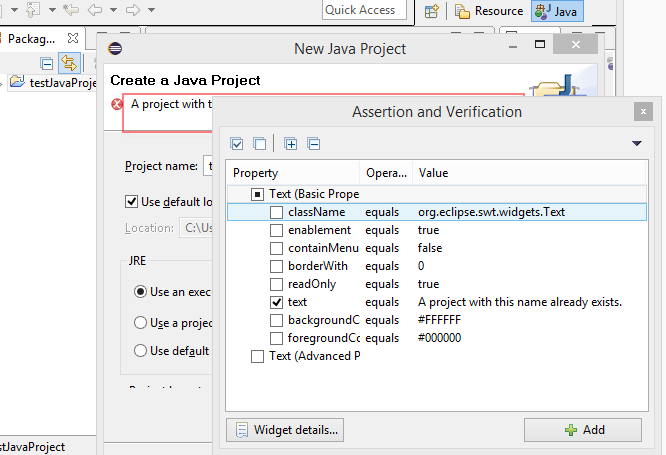 Quick Access
Resource
Java
Packag...
testJavaProje
New Java Project
Create a Java Project
A project with t
Assertion and Verification
Property Opera... Value
Project name: t
Text (Basic Prope
Use default lo
className equals org.eclipse.swt.widgets.Text
Location: C:\Use
enablement equals true
containMenu equals false
JRE
borderWith equals 0
Use an exec
readOnly equals true
text equals A project with this name already exists.
Use a projec
backgroundC equals #FFFFFF
foregroundCo equals #000000
Use default
Text (Advanced P
Widget details...
Add
stJavaProject